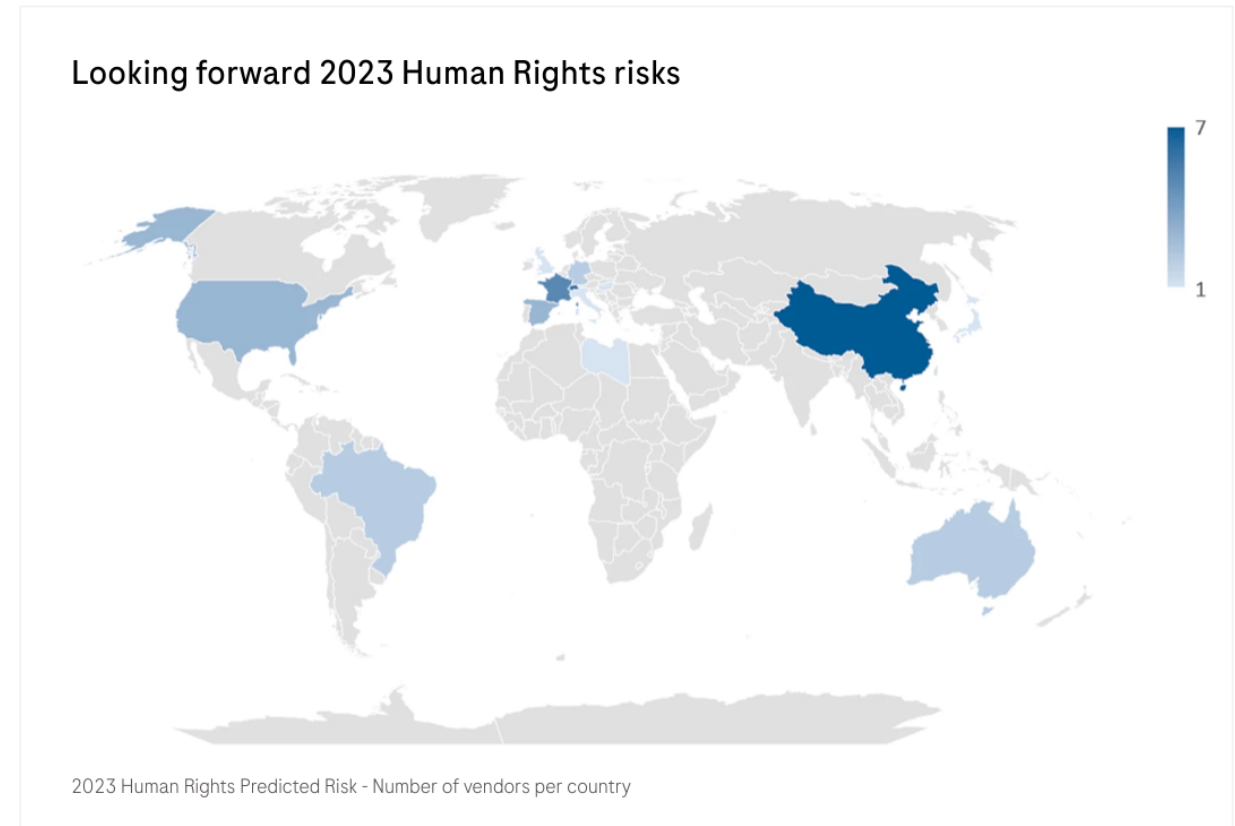 Looking forward 2023 Human Rights risks
7
1
2023 Human Rights Predicted Risk - Number of vendors per country